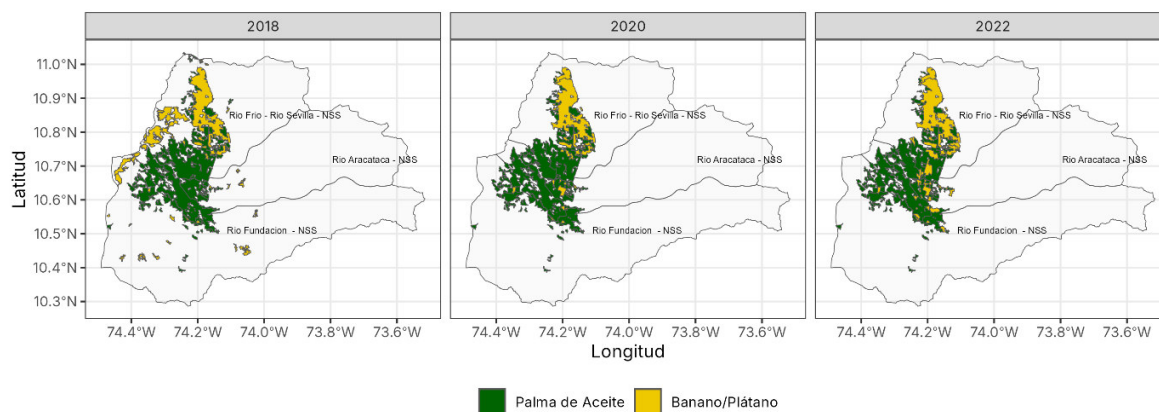 2018 2020 2022
11.0°N
10.9°N
Rio Frio - Rio Sevilla - NSS Rio Frio - Rio Sevilla - NSS Rio Frio - Rio Sevilla - NSS
10.8°N
Rio Aracataca - NSS Rio Aracataca - NSS Rio Aracataca - NSS
10.7°N
10.6°N
Rio Fundacion - NSS Rio Fundacion - NSS Rio Fundacion - NSS
10.5°N
10.4°N
10.3°N
Latitud
74.4°W 74.2°W 74.0°W 73.8°W 73.6°W 74.4°W 74.2°W 74.0°W 73.8°W 73.6°W 74.4°W 74.2°W 74.0°W 73.8°W 73.6°W
Longitud
Palma de Aceite Banano/Plátano